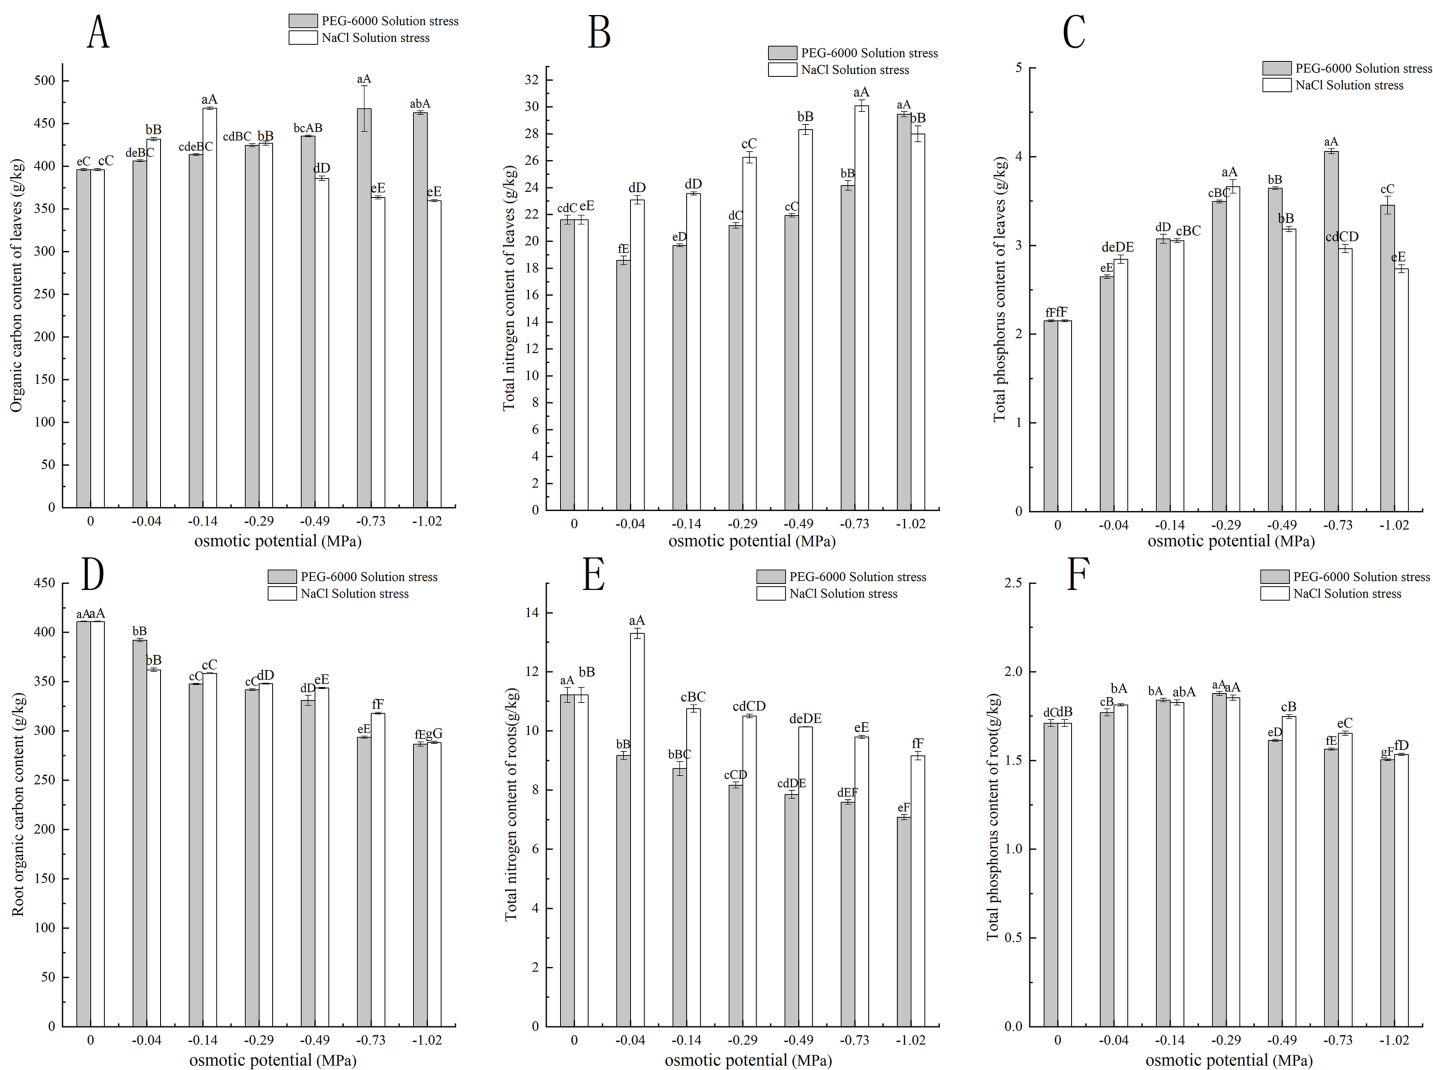 A
PEG-6000 Solution stress
NaCl Solution stress
Organic carbon content of leaves (g/kg)
500
450
400
350
300
250
200
150
100
50
0
eC cC
deBC bB
cdeBC aA
cdBC bB
bcAB dD
aA eE
abA eE
0 -0.04 -0.14 -0.29 -0.49 -0.73 -1.02
osmotic potential (MPa)
B
PEG-6000 Solution stress
NaCl Solution stress
Total nitrogen content of leaves (g/kg)
32
30
28
26
24
22
20
18
16
14
12
10
8
6
4
2
0
cdC eE
fE dD
eD dD
dC cC
cC bB
bB aA
aA bB
0 -0.04 -0.14 -0.29 -0.49 -0.73 -1.02
osmotic potential (MPa)
C
PEG-6000 Solution stress
NaCl Solution stress
Total phosphorus content of leaves (g/kg)
5
4
3
2
1
0
fF fF
eE deDE
dD cBC
cBC aA
bB bB
aA cdCD
cC eE
0 -0.04 -0.14 -0.29 -0.49 -0.73 -1.02
osmotic potential (MPa)
D
PEG-6000 Solution stress
NaCl Solution stress
Root organic carbon content (g/kg)
450
400
350
300
250
200
150
100
50
0
aA aA
bB bB
cC cC
cC dD
dD eE
eE fF
fE gG
0 -0.04 -0.14 -0.29 -0.49 -0.73 -1.02
osmotic potential (MPa)
E
PEG-6000 Solution stress
NaCl Solution stress
Total nitrogen content of roots(g/kg)
14
12
10
8
6
4
2
0
aA bB
bB aA
bBC cBC
cCD cdCD
cdDE deDE
dEF eE
eF fF
0 -0.04 -0.14 -0.29 -0.49 -0.73 -1.02
osmotic potential (MPa)
F
PEG-6000 Solution stress
NaCl Solution stress
Total phosphorus content of root(g/kg)
2.5
2.0
1.5
1.0
0.5
0.0
dC dB
cB bA
bA abA
aA aA
eD cB
fE eC
gF fD
0 -0.04 -0.14 -0.29 -0.49 -0.73 -1.02
osmotic potential (MPa)